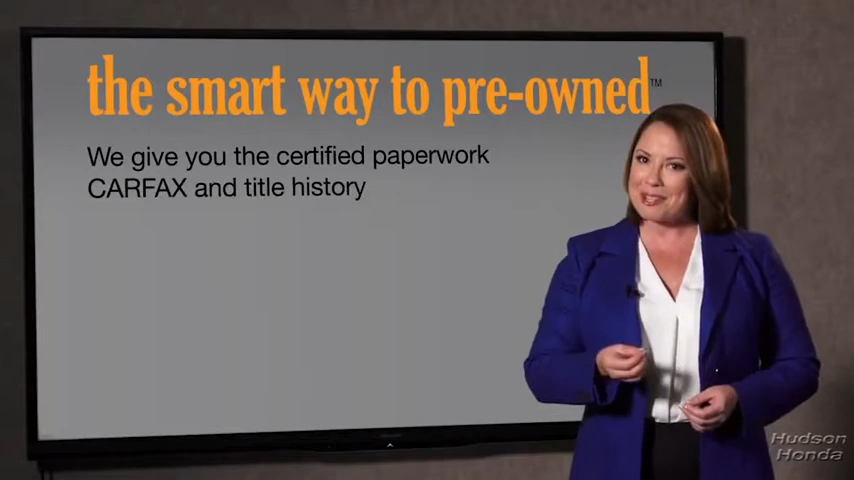 the smart way to pre-owned™
We give you the certified paperwork
CARFAX and title history
Hudson
Honda